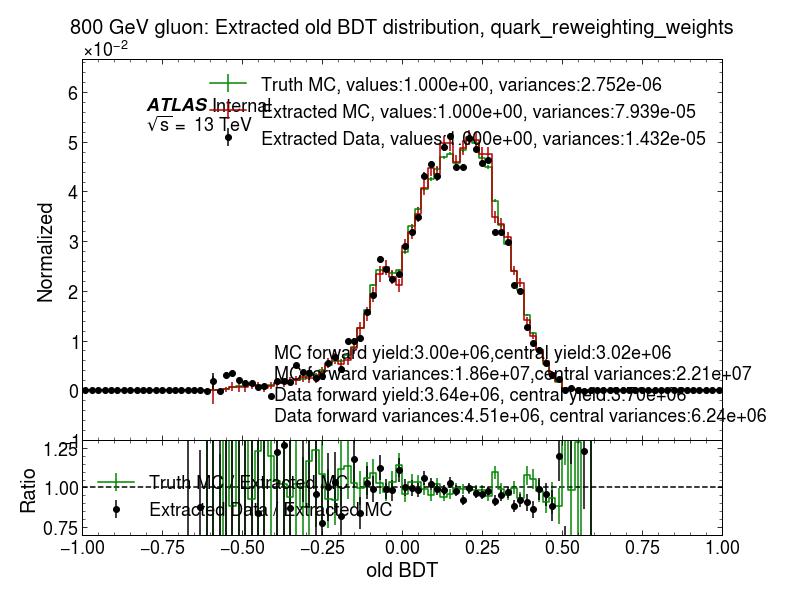 800 GeV gluon: Extracted old BDT distribution, quark_reweighting_weights
×10⁻²
Truth MC, values:1.000e+00, variances:2.752e-06
ATLAS Internal
Extracted MC, values:1.000e+00, variances:7.939e-05
√s = 13 TeV
Extracted Data, values:1.000e+00, variances:1.432e-05
6
5
4
3
2
1
0
−1
Normalized
MC forward yield:3.00e+06,central yield:3.02e+06
MC forward variances:1.86e+07,central variances:2.21e+07
Data forward yield:3.64e+06, central yield:3.70e+06
Data forward variances:4.51e+06, central variances:6.24e+06
1.25
1.00
0.75
Ratio
Truth MC / Extracted MC
Extracted Data / Extracted MC
−1.00 −0.75 −0.50 −0.25 0.00 0.25 0.50 0.75 1.00
old BDT